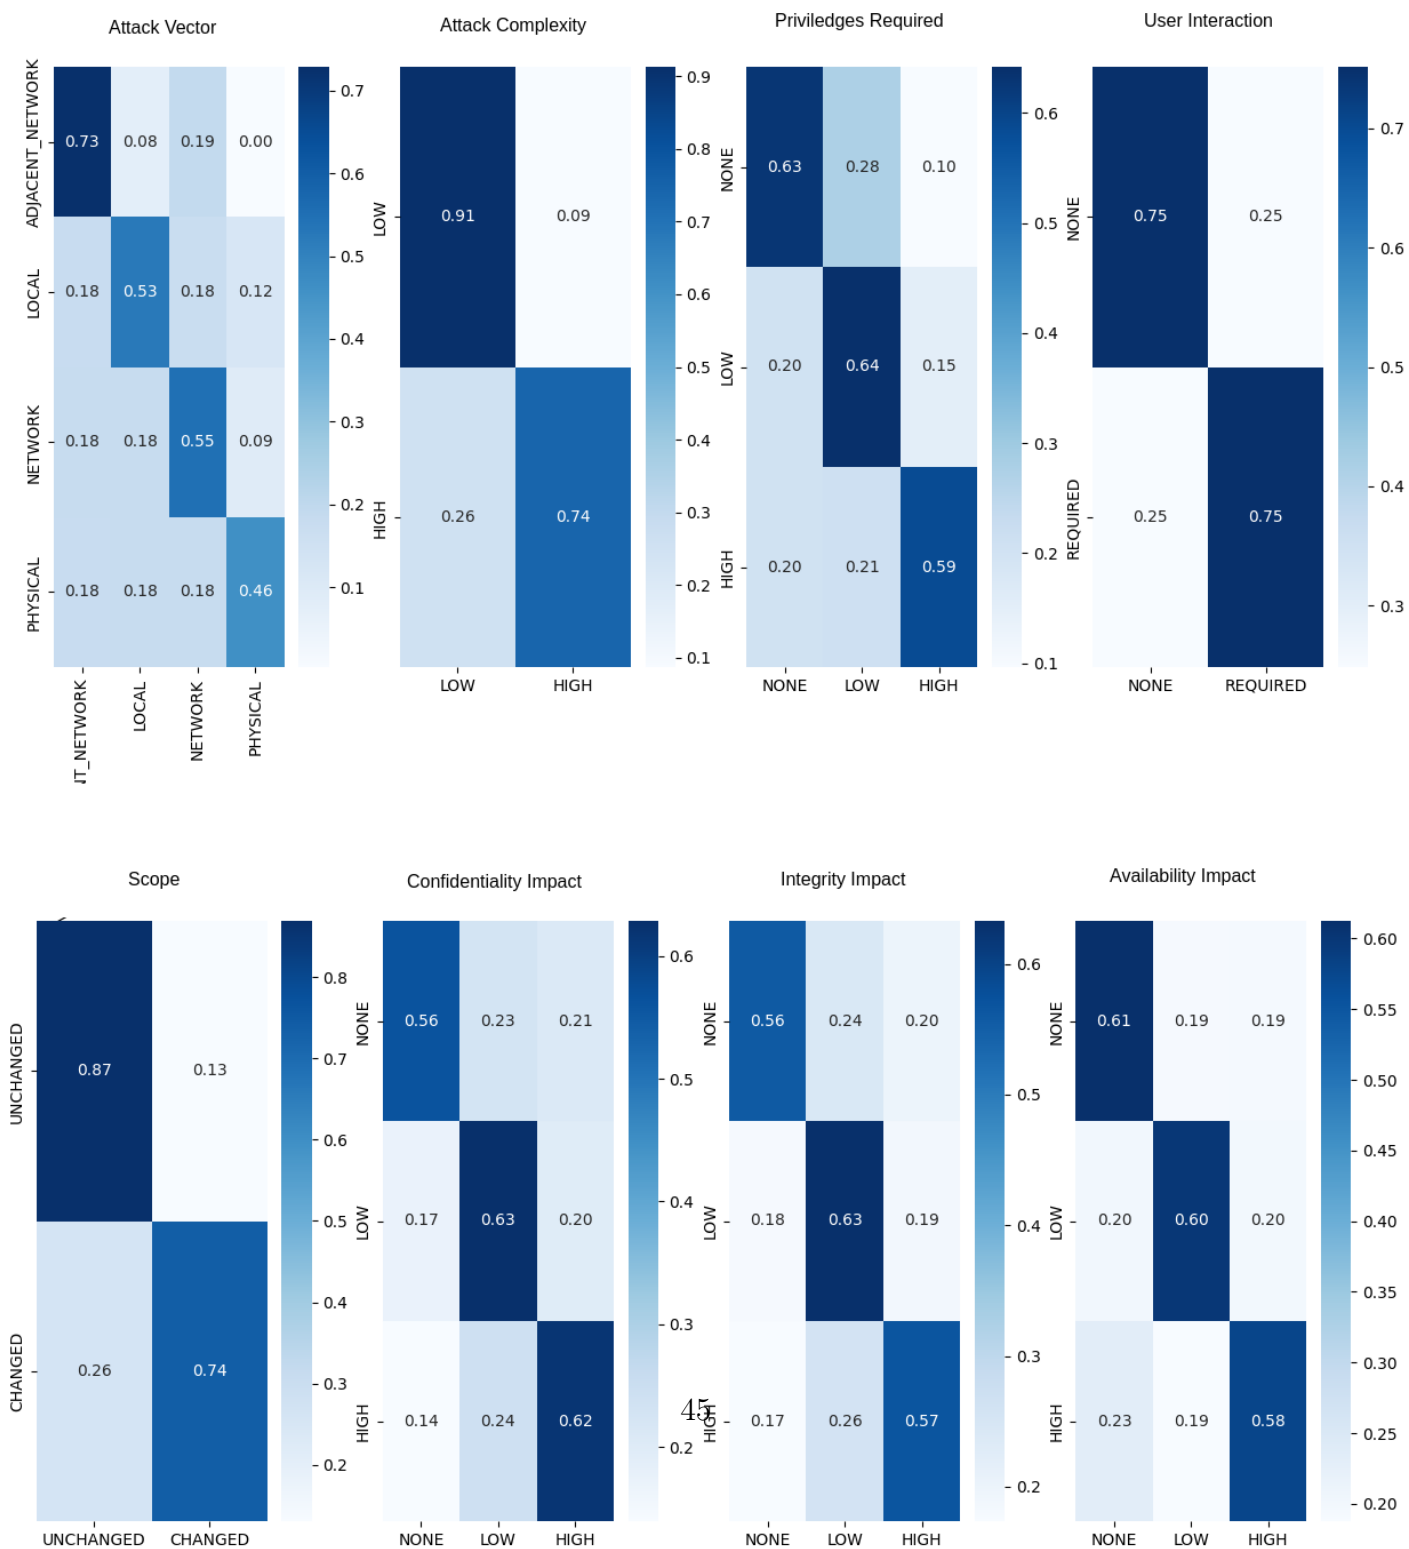 Attack Vector
Attack Complexity
Priviledges Required
User Interaction
ADJACENT_NETWORK
LOCAL
NETWORK
PHYSICAL
0.73 0.08 0.19 0.00
0.18 0.53 0.18 0.12
0.18 0.18 0.55 0.09
0.18 0.18 0.18 0.46
T_NETWORK
LOCAL
NETWORK
PHYSICAL
0.7
0.6
0.5
0.4
0.3
0.2
0.1
LOW
HIGH
0.91 0.09
0.26 0.74
LOW HIGH
0.9
0.8
0.7
0.6
0.5
0.4
0.3
0.2
0.1
NONE
LOW
HIGH
0.63 0.28 0.10
0.20 0.64 0.15
0.20 0.21 0.59
NONE LOW HIGH
0.6
0.5
0.4
0.3
0.2
0.1
NONE
REQUIRED
0.75 0.25
0.25 0.75
NONE REQUIRED
0.7
0.6
0.5
0.4
0.3
Scope
Confidentiality Impact
Integrity Impact
Availability Impact
UNCHANGED
CHANGED
0.87 0.13
0.26 0.74
UNCHANGED CHANGED
0.8
0.7
0.6
0.5
0.4
0.3
0.2
NONE
LOW
HIGH
0.56 0.23 0.21
0.17 0.63 0.20
0.14 0.24 0.62
NONE LOW HIGH
0.6
0.5
0.4
0.3
0.2
45
NONE
LOW
HIGH
0.56 0.24 0.20
0.18 0.63 0.19
0.17 0.26 0.57
NONE LOW HIGH
0.6
0.5
0.4
0.3
0.2
NONE
LOW
HIGH
0.61 0.19 0.19
0.20 0.60 0.20
0.23 0.19 0.58
NONE LOW HIGH
0.60
0.55
0.50
0.45
0.40
0.35
0.30
0.25
0.20